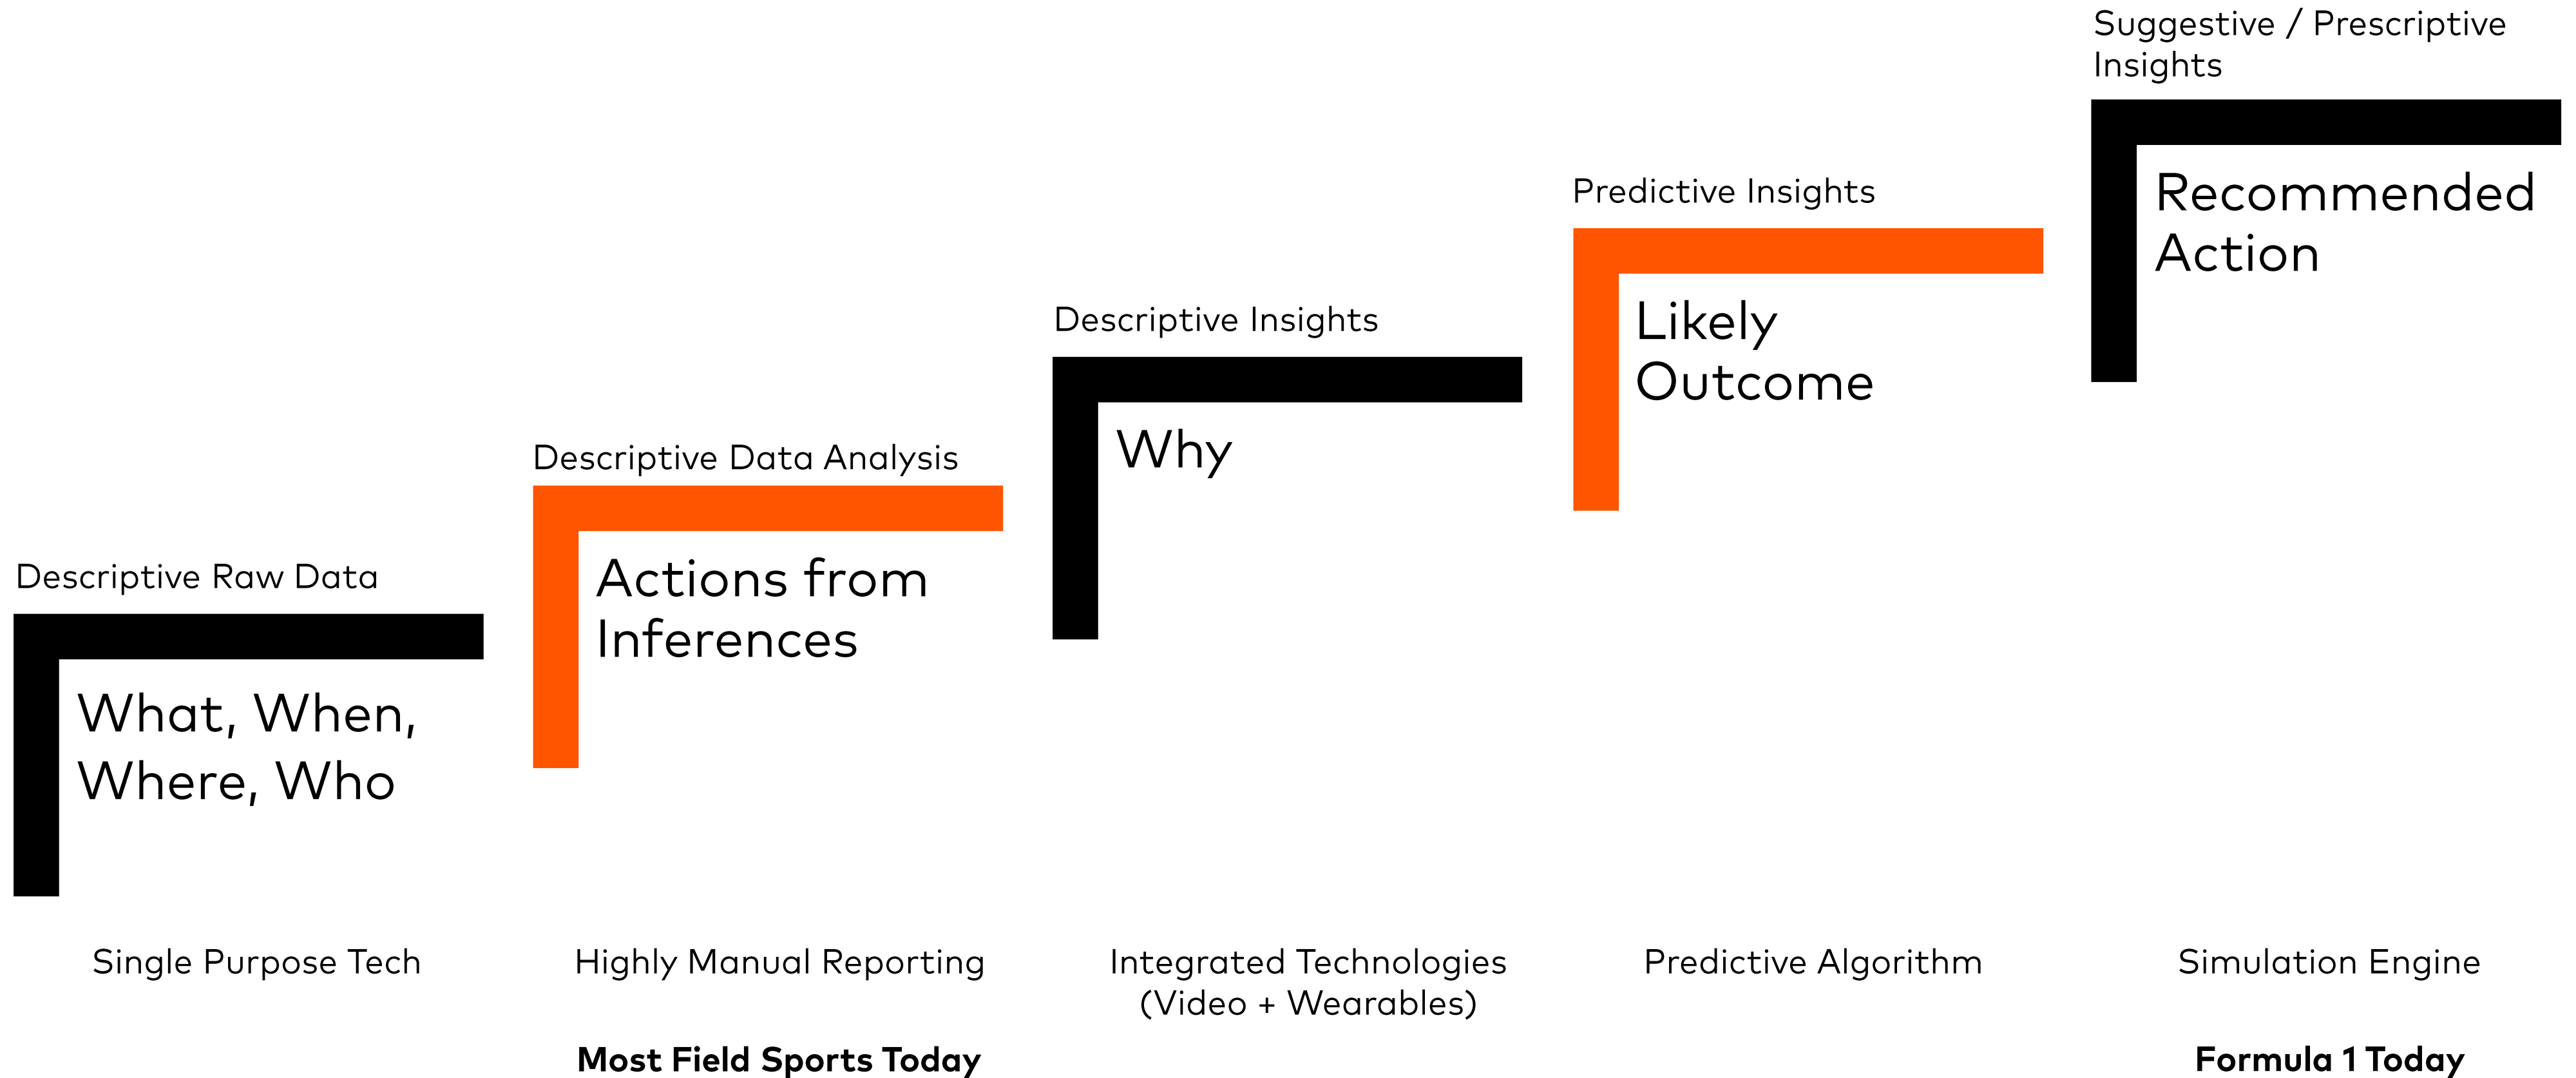 Descriptive Raw Data
What, When,
Where, Who
Single Purpose Tech
Descriptive Data Analysis
Actions from
Inferences
Highly Manual Reporting
Most Field Sports Today
Descriptive Insights
Why
Integrated Technologies
(Video + Wearables)
Predictive Insights
Likely
Outcome
Predictive Algorithm
Suggestive / Prescriptive
Insights
Recommended
Action
Simulation Engine
Formula 1 Today